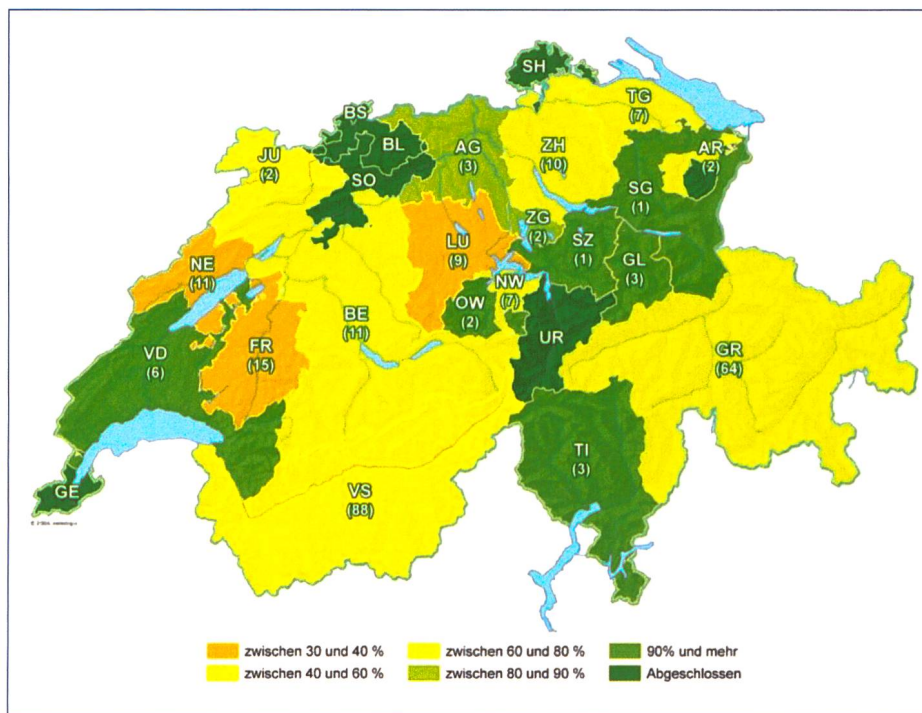 SH
TG
(7)
BS
BL
AG
(3)
ZH
(10)
AR
(2)
JU
(2)
SO
SG
(1)
ZG
(2)
LU
(9)
SZ
(1)
GL
(3)
NE
(11)
NW
(7)
OW
(2)
BE
(11)
UR
VD
(6)
FR
(15)
GR
(64)
TI
(3)
GE
VS
(88)
zwischen 30 und 40 %
zwischen 60 und 80 %
90% und mehr
zwischen 40 und 60 %
zwischen 80 und 90 %
Abgeschlossen